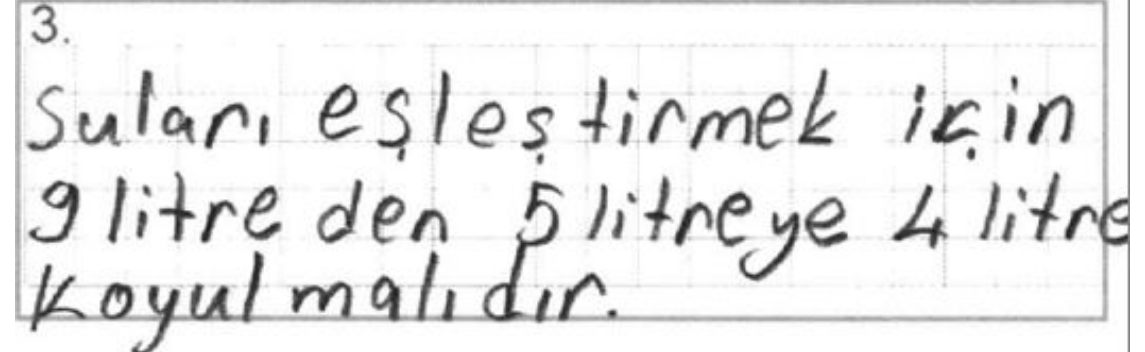 3.
Suları eşleştirmek için
9 litre den 5 litreye 4 litre
koyulmalıdır.